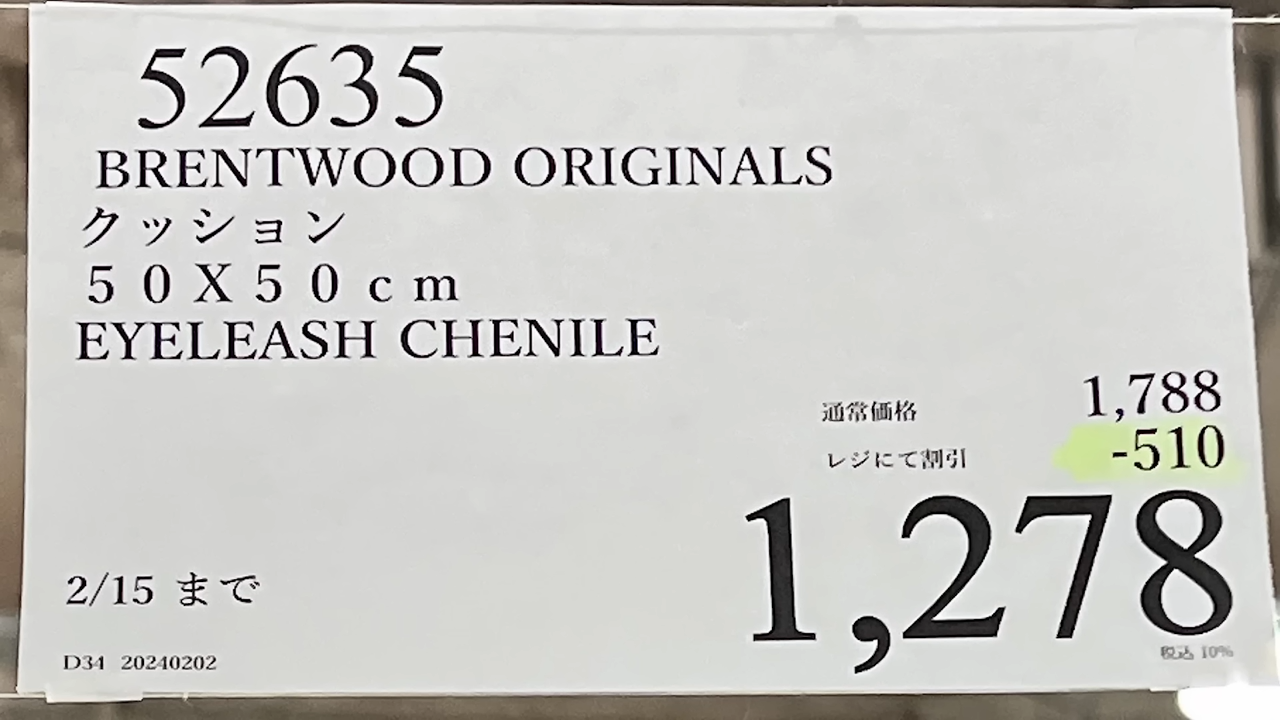 52635
BRENTWOOD ORIGINALS
クッション
５０Ｘ５０ｃｍ
EYELEASH CHENILE
通常価格 1,788
レジにて割引 -510
1,278
税込 10%
2/15 まで
D34 20240202